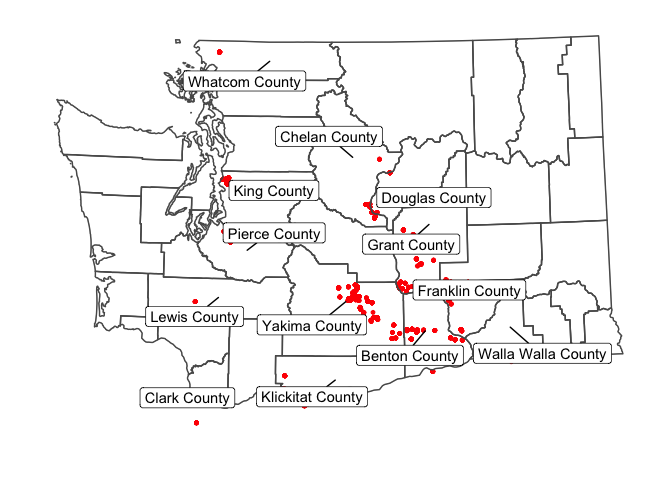 Whatcom County
Chelan County
King County
Douglas County
Pierce County
Grant County
Franklin County
Lewis County
Yakima County
Benton County
Walla Walla County
Clark County
Klickitat County